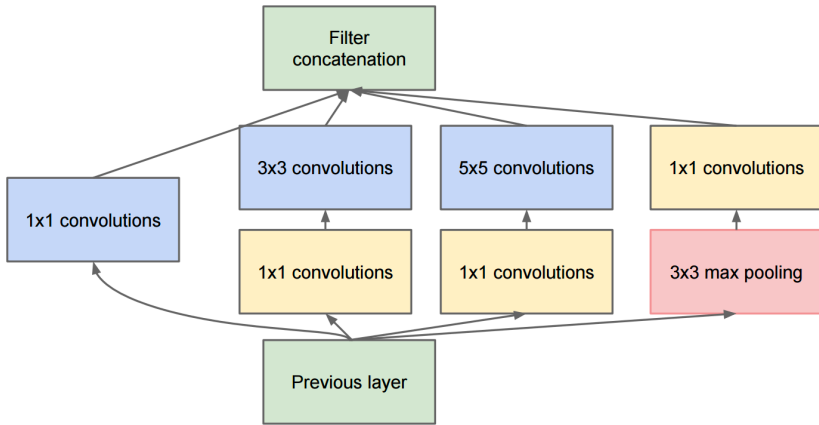 Filter
concatenation
3x3 convolutions
5x5 convolutions
1x1 convolutions
1x1 convolutions
1x1 convolutions
1x1 convolutions
3x3 max pooling
Previous layer